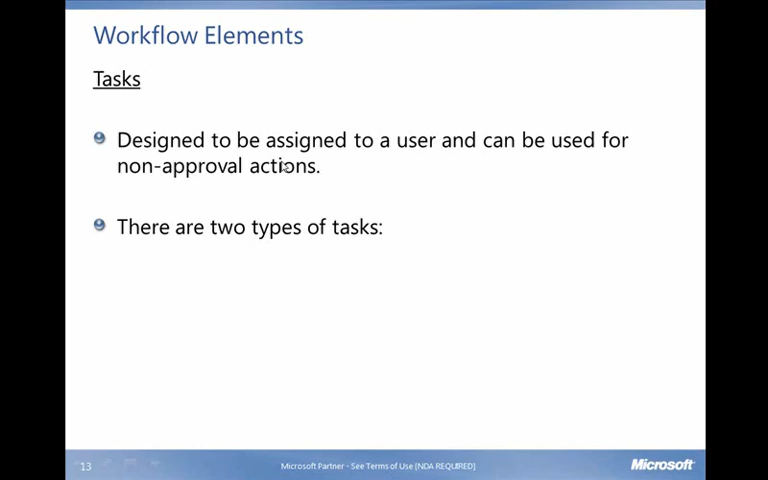 Workflow Elements
Tasks
Designed to be assigned to a user and can be used for
non-approval actions.
There are two types of tasks:
13
Microsoft Partner - See Terms of Use [NDA REQUIRED]
Microsoft